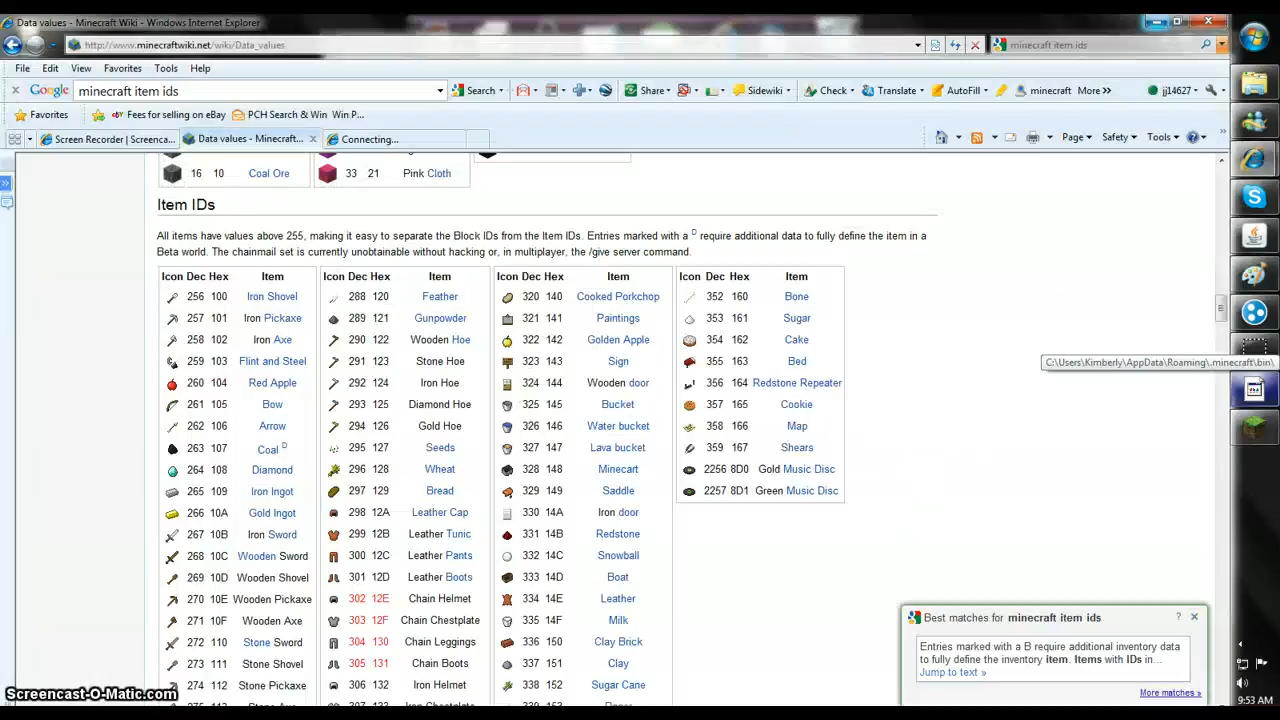 Data values - Minecraft Wiki - Windows Internet Explorer
http://www.minecraftwiki.net/wiki/Data_values
minecraft item ids
File Edit View Favorites Tools Help
Google minecraft item ids Search Share Sidewiki Check Translate AutoFill minecraft More >> jj14627
Favorites Fees for selling on PCH Search & Win Win P...
Screen Recorder | Screenca... Data values - Minecraft... Connecting... Page Safety Tools
16 10 Coal Ore 33 21 Pink Cloth
Item IDs
All items have values above 255, making it easy to separate the Block IDs from the Item IDs. Entries marked with a D require additional data to fully define the item in a
Beta world. The chainmail set is currently unobtainable without hacking or, in multiplayer, the /give server command.
Icon Dec Hex Item Icon Dec Hex Item Icon Dec Hex Item Icon Dec Hex Item
256 100 Iron Shovel 288 120 Feather 320 140 Cooked Porkchop 352 160 Bone
257 101 Iron Pickaxe 289 121 Gunpowder 321 141 Paintings 353 161 Sugar
258 102 Iron Axe 290 122 Wooden Hoe 322 142 Golden Apple 354 162 Cake
259 103 Flint and Steel 291 123 Stone Hoe 323 143 Sign 355 163 Bed
C:\Users\Kimberly\AppData\Roaming\.minecraft\bin\
260 104 Red Apple 292 124 Iron Hoe 324 144 Wooden door 356 164 Redstone Repeater
261 105 Bow 293 125 Diamond Hoe 325 145 Bucket 357 165 Cookie
262 106 Arrow 294 126 Gold Hoe 326 146 Water bucket 358 166 Map
263 107 Coal D 295 127 Seeds 327 147 Lava bucket 359 167 Shears
264 108 Diamond 296 128 Wheat 328 148 Minecart 2256 8D0 Gold Music Disc
265 109 Iron Ingot 297 129 Bread 329 149 Saddle 2257 8D1 Green Music Disc
266 10A Gold Ingot 298 12A Leather Cap 330 14A Iron door
267 10B Iron Sword 299 12B Leather Tunic 331 14B Redstone
268 10C Wooden Sword 300 12C Leather Pants 332 14C Snowball
269 10D Wooden Shovel 301 12D Leather Boots 333 14D Boat
270 10E Wooden Pickaxe 302 12E Chain Helmet 334 14E Leather
271 10F Wooden Axe 303 12F Chain Chestplate 335 14F Milk
272 110 Stone Sword 304 130 Chain Leggings 336 150 Clay Brick
273 111 Stone Shovel 305 131 Chain Boots 337 151 Clay
274 112 Stone Pickaxe 306 132 Iron Helmet 338 152 Sugar Cane
Best matches for minecraft item ids
Entries marked with a B require additional inventory data
to fully define the inventory item. Items with IDs in...
Jump to text »
More matches »
Screencast-O-Matic.com
9:53 AM